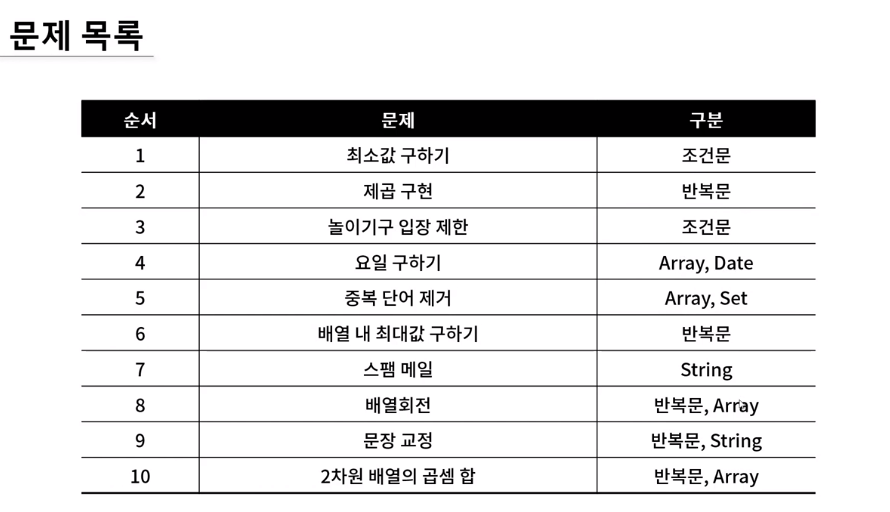 문제 목록
순서 문제 구분
1 최소값 구하기 조건문
2 제곱 구현 반복문
3 놀이기구 입장 제한 조건문
4 요일 구하기 Array, Date
5 중복 단어 제거 Array, Set
6 배열 내 최대값 구하기 반복문
7 스팸 메일 String
8 배열회전 반복문, Array
9 문장 교정 반복문, String
10 2차원 배열의 곱셈 합 반복문, Array